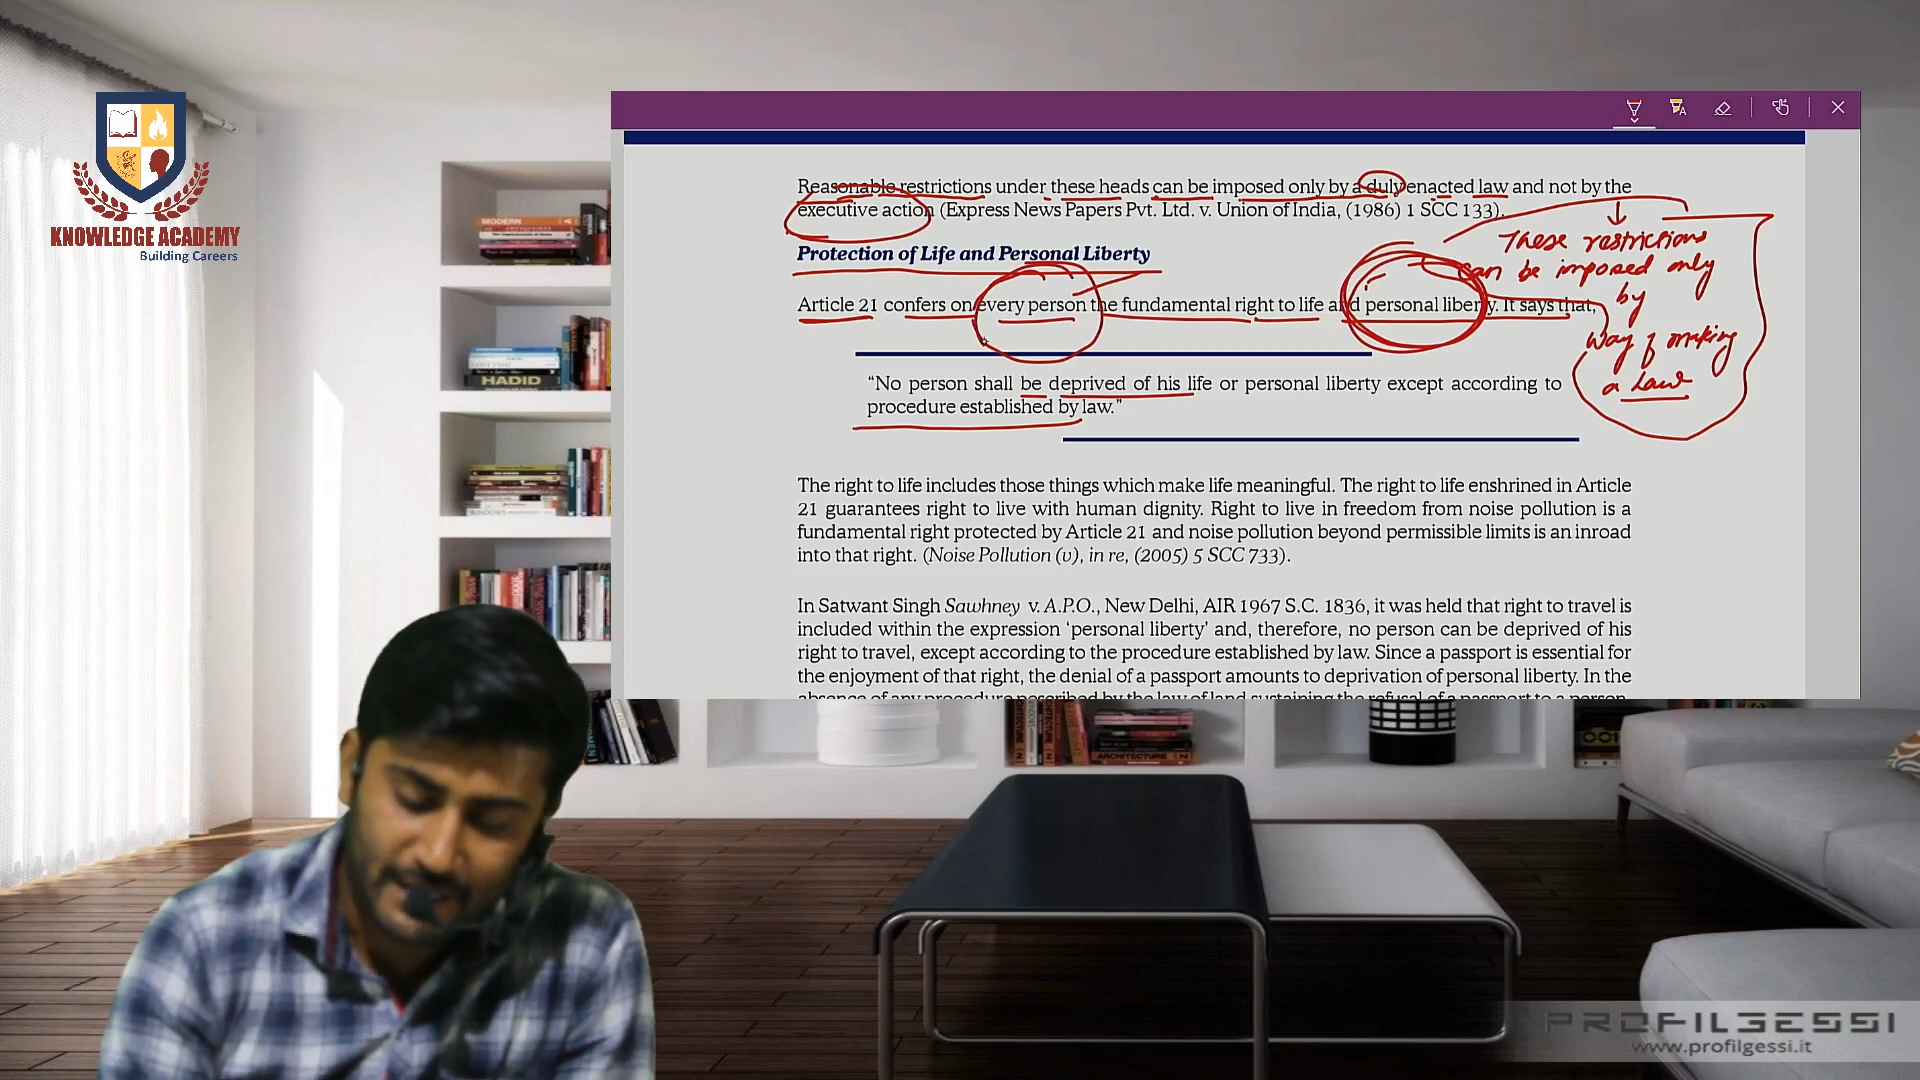 KNOWLEDGE ACADEMY
Building Careers
Reasonable restrictions under these heads can be imposed only by a duly enacted law and not by the
executive action (Express News Papers Pvt. Ltd. v. Union of India, (1986) 1 SCC 133).
Protection of Life and Personal Liberty
Article 21 confers on every person the fundamental right to life and personal liberty. It says that,
These restrictions
can be imposed only
by
way of making
a Law
“No person shall be deprived of his life or personal liberty except according to
procedure established by law.”
The right to life includes those things which make life meaningful. The right to life enshrined in Article
21 guarantees right to live with human dignity. Right to live in freedom from noise pollution is a
fundamental right protected by Article 21 and noise pollution beyond permissible limits is an inroad
into that right. (Noise Pollution (v), in re, (2005) 5 SCC 733).
In Satwant Singh Sawhney v. A.P.O., New Delhi, AIR 1967 S.C. 1836, it was held that right to travel is
included within the expression ‘personal liberty’ and, therefore, no person can be deprived of his
right to travel, except according to the procedure established by law. Since a passport is essential for
the enjoyment of that right, the denial of a passport amounts to deprivation of personal liberty. In the
MODERN
HADID
WINDOWS
ARCHITECTURE
PROFILGESSI
www.profilgessi.it